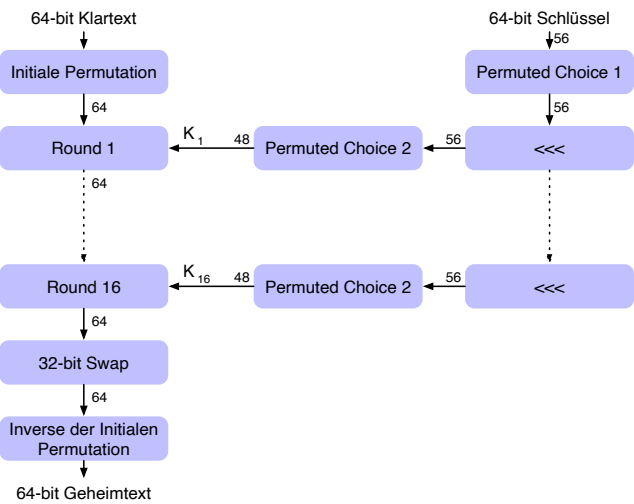 64-bit Klartext
64-bit Schlüssel
56
Initiale Permutation
Permuted Choice 1
64
56
Round 1
K1
48
Permuted Choice 2
56
<<<
64
Round 16
K16
48
Permuted Choice 2
56
<<<
64
32-bit Swap
64
Inverse der Initialen
Permutation
64-bit Geheimtext